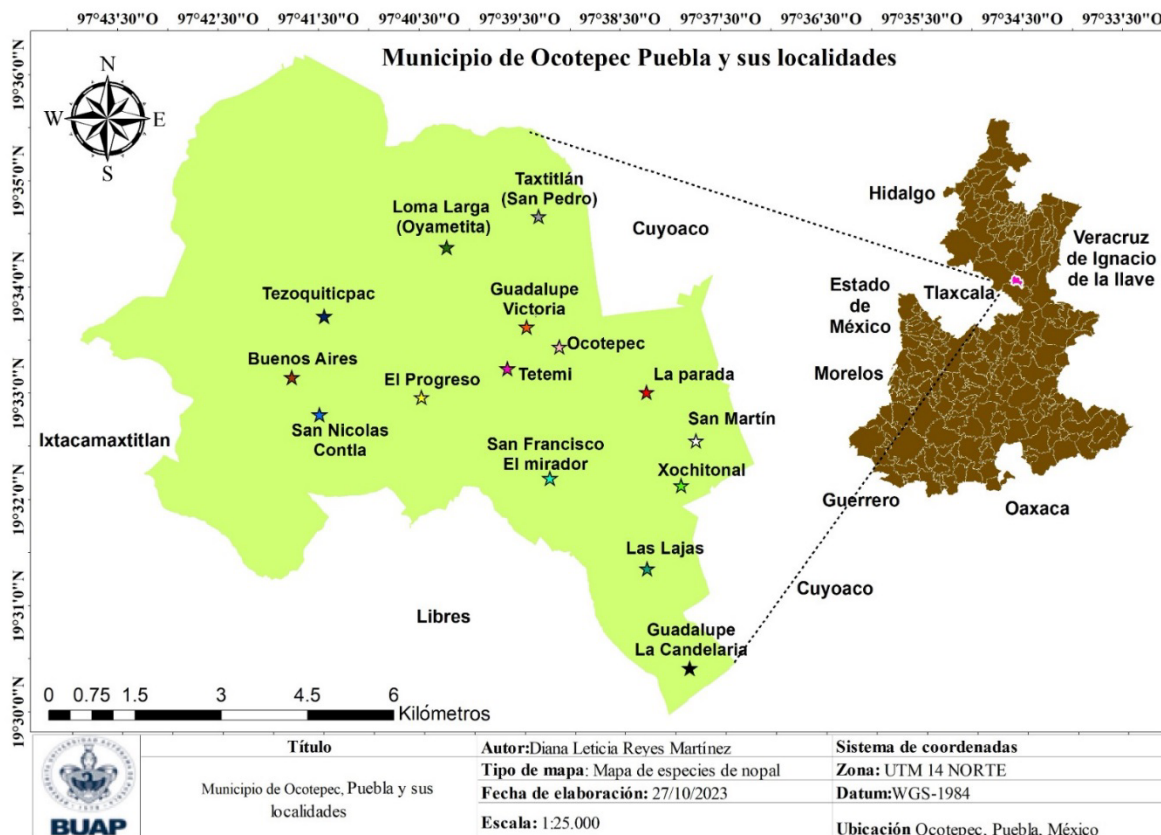 97°43'30"O 97°42'30"O 97°41'30"O 97°40'30"O 97°39'30"O 97°38'30"O 97°37'30"O 97°36'30"O 97°35'30"O 97°34'30"O 97°33'30"O
Municipio de Ocotepec Puebla y sus localidades
19°36'0"N
19°35'0"N
19°34'0"N
19°33'0"N
19°32'0"N
19°31'0"N
19°30'0"N
N
W E
S
Taxtitlán
(San Pedro)
Loma Larga
(Oyametita)
Cuyoaco
Hidalgo
Veracruz
de Ignacio
de la llave
Tezoquiticpac
Guadalupe
Victoria
Estado
de
México
Tlaxcala
Ocotepec
Buenos Aires
El Progreso
Tetemi
La parada
Morelos
San Nicolas
Contla
San Martín
Ixtacamaxtitlan
San Francisco
El mirador
Xochitonal
Guerrero
Oaxaca
Las Lajas
Cuyoaco
Libres
Guadalupe
La Candelaria
0 0.75 1.5 3 4.5 6
Kilómetros
BUAP
Título
Municipio de Ocotepec, Puebla y sus
localidades
Autor:Diana Leticia Reyes Martínez
Tipo de mapa: Mapa de especies de nopal
Fecha de elaboración: 27/10/2023
Escala: 1:25.000
Sistema de coordenadas
Zona: UTM 14 NORTE
Datum:WGS-1984
Ubicación Ocotepec, Puebla, México